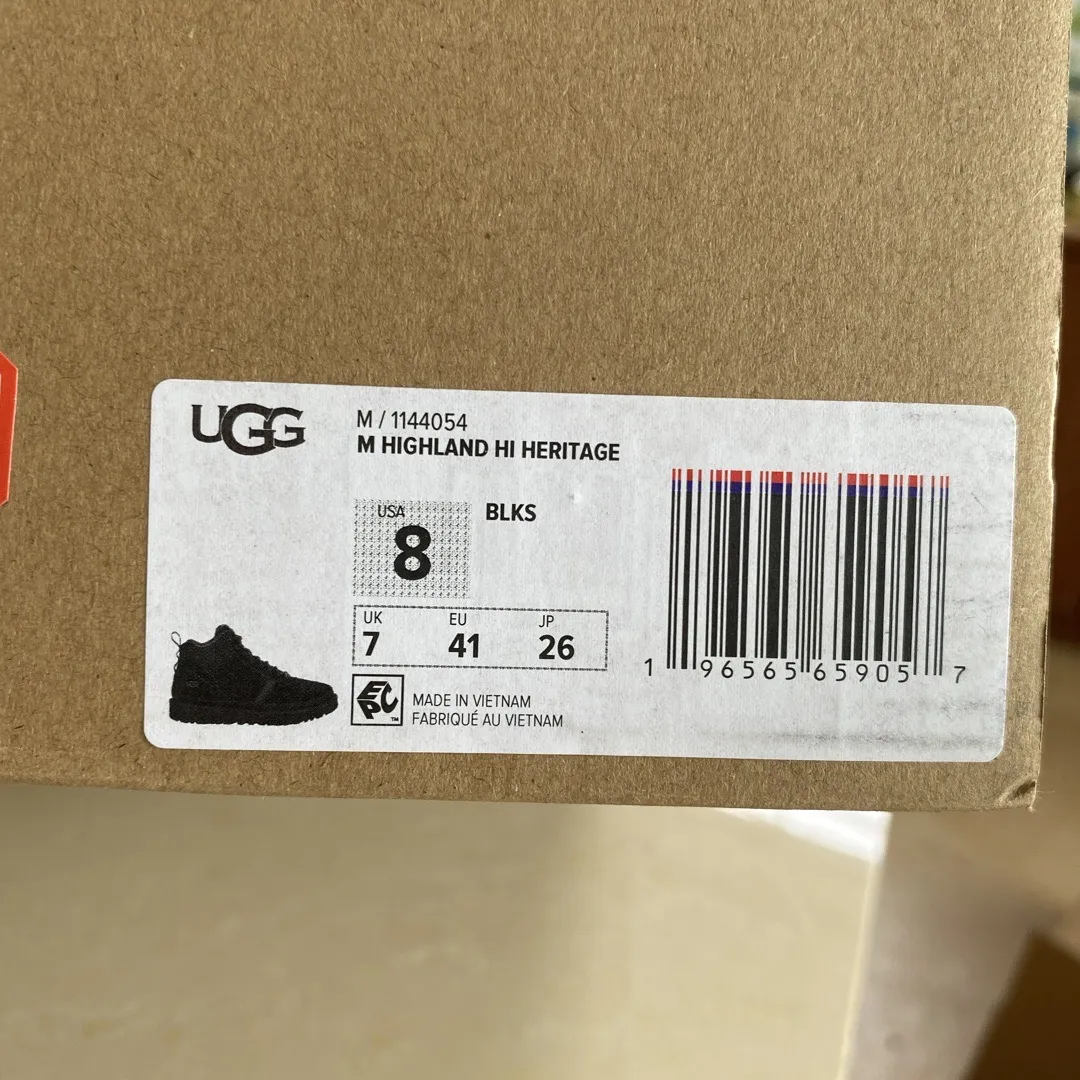 UGG
M / 1144054
M HIGHLAND HI HERITAGE
USA
8
BLKS
UK EU JP
7 41 26
EPC™
MADE IN VIETNAM
FABRIQUÉ AU VIETNAM
1 96565 65905 7